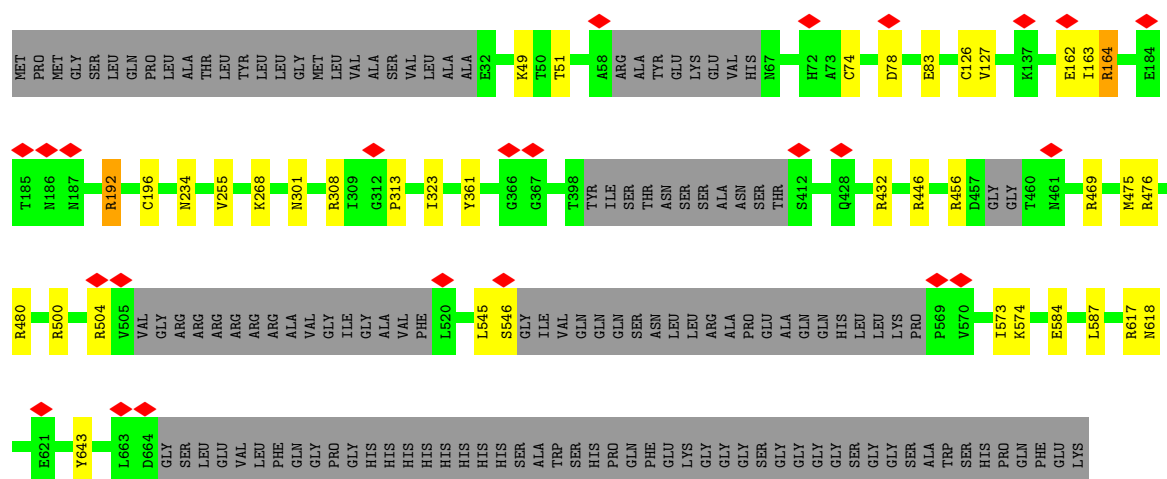 MET PRO MET GLY SER LEU GLN PRO LEU ALA THR LEU TYR LEU LEU GLY MET LEU VAL ALA SER VAL LEU ALA ALA E32 K49 T50 T51 A58 ARG ALA TYR GLU LYS GLU VAL HIS N67 H72 A73 C74 D78 E83 C126 V127 K137 E162 I163 R164 E184
T185 N186 N187 R192 C196 N234 V255 K268 N301 R308 I309 G312 P313 I323 Y361 G366 G367 T398 TYR ILE SER THR ASN SER SER ALA ASN SER THR S412 Q428 R432 R446 R456 D457 GLY GLY T460 N461 R469 M475 R476
R480 R500 R504 V505 VAL GLY ARG ARG ARG ARG ARG ARG ALA VAL GLY ILE GLY ALA VAL PHE L520 L545 S546 GLY ILE VAL GLN GLN GLN SER ASN LEU LEU ARG ALA PRO GLU ALA GLN GLN HIS LEU LEU LYS PRO P569 V570 I573 K574 E584 L587 R617 N618
E621 Y643 L663 D664 GLY SER LEU GLU VAL LEU PHE GLN GLY PRO GLY HIS HIS HIS HIS HIS HIS HIS HIS SER ALA TRP SER HIS PRO GLN PHE GLU LYS GLY GLY GLY SER GLY GLY GLY GLY SER GLY GLY SER ALA TRP SER HIS PRO GLN PHE GLU LYS